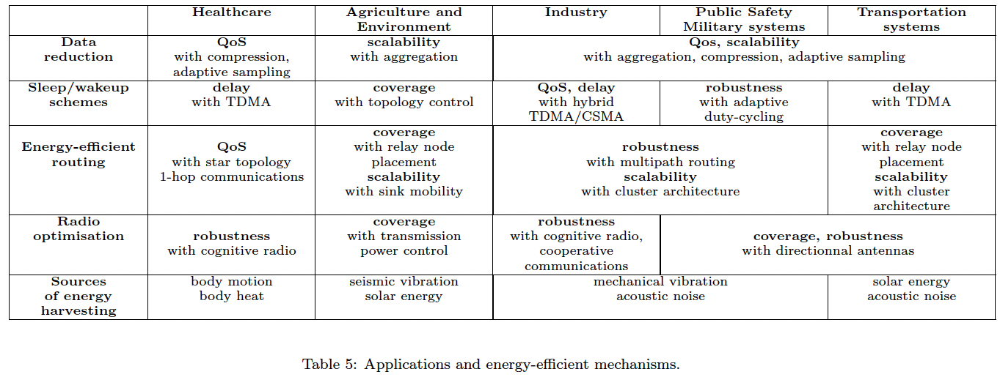 Healthcare
Agriculture and
Environment
Industry
Public Safety
Military systems
Transportation
systems
Data
reduction
QoS
with compression,
adaptive sampling
scalability
with aggregation
Qos, scalability
with aggregation, compression, adaptive sampling
Sleep/wakeup
schemes
delay
with TDMA
coverage
with topology control
QoS, delay
with hybrid
TDMA/CSMA
robustness
with adaptive
duty-cycling
delay
with TDMA
Energy-efficient
routing
QoS
with star topology
1-hop communications
coverage
with relay node
placement
scalability
with sink mobility
robustness
with multipath routing
scalability
with cluster architecture
coverage
with relay node
placement
scalability
with cluster
architecture
Radio
optimisation
robustness
with cognitive radio
coverage
with transmission
power control
robustness
with cognitive radio,
cooperative
communications
coverage, robustness
with directionnal antennas
Sources
of energy
harvesting
body motion
body heat
seismic vibration
solar energy
mechanical vibration
acoustic noise
solar energy
acoustic noise
Table 5: Applications and energy-efficient mechanisms.